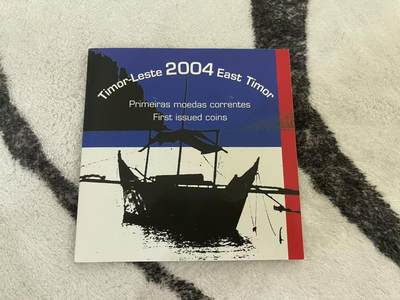 Timor-Leste 2004 East Timor
Primeiras moedas correntes
First issued coins